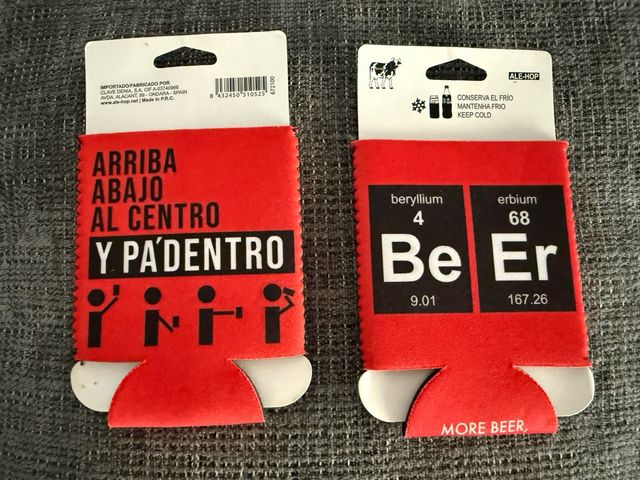 IMPORTADO/FABRICADO POR
CLAVE DENIA, S.A. CIF.A-03740966
AVDA. ALACANT, 89 - ONDARA - SPAIN
www.ale-hop.net | Made in P.R.C.
8 432450 510525
672100
ARRIBA
ABAJO
AL CENTRO
Y PA´DENTRO
ALE-HOP
CONSERVA EL FRÍO
MANTENHA FRIO
KEEP COLD
beryllium
4
Be
9.01
erbium
68
Er
167.26
MORE BEER,